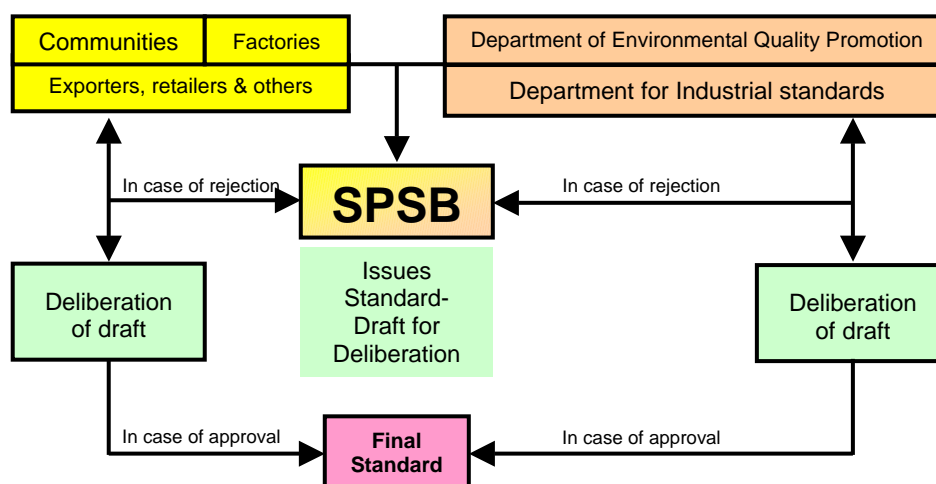 Communities
Factories
Department of Environmental Quality Promotion
Exporters, retailers & others
Department for Industrial standards
In case of rejection
SPSB
In case of rejection
Deliberation
of draft
Issues
Standard-
Draft for
Deliberation
Deliberation
of draft
In case of approval
Final
Standard
In case of approval